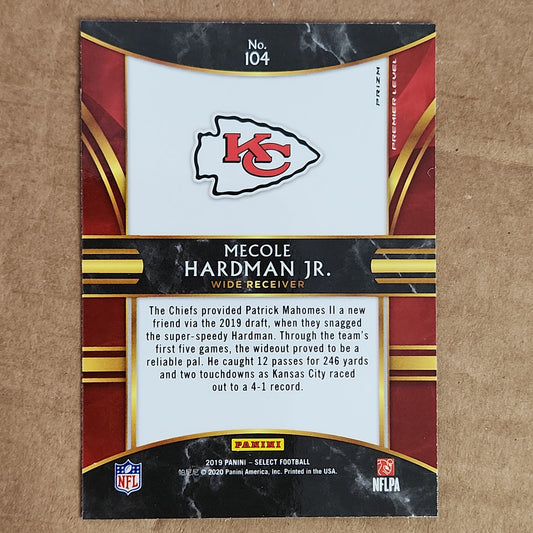 No.
104
PRIZM
PREMIER LEVEL
KC
MECOLE
HARDMAN JR.
WIDE RECEIVER
The Chiefs provided Patrick Mahomes II a new
friend via the 2019 draft, when they snagged
the super-speedy Hardman. Through the team's
first five games, the wideout proved to be a
reliable pal. He caught 12 passes for 246 yards
and two touchdowns as Kansas City raced
out to a 4-1 record.
PANINI
2019 PANINI – SELECT FOOTBALL
帕尼尼 © 2020 Panini America, Inc. Printed in the USA.
NFL
NFLPA